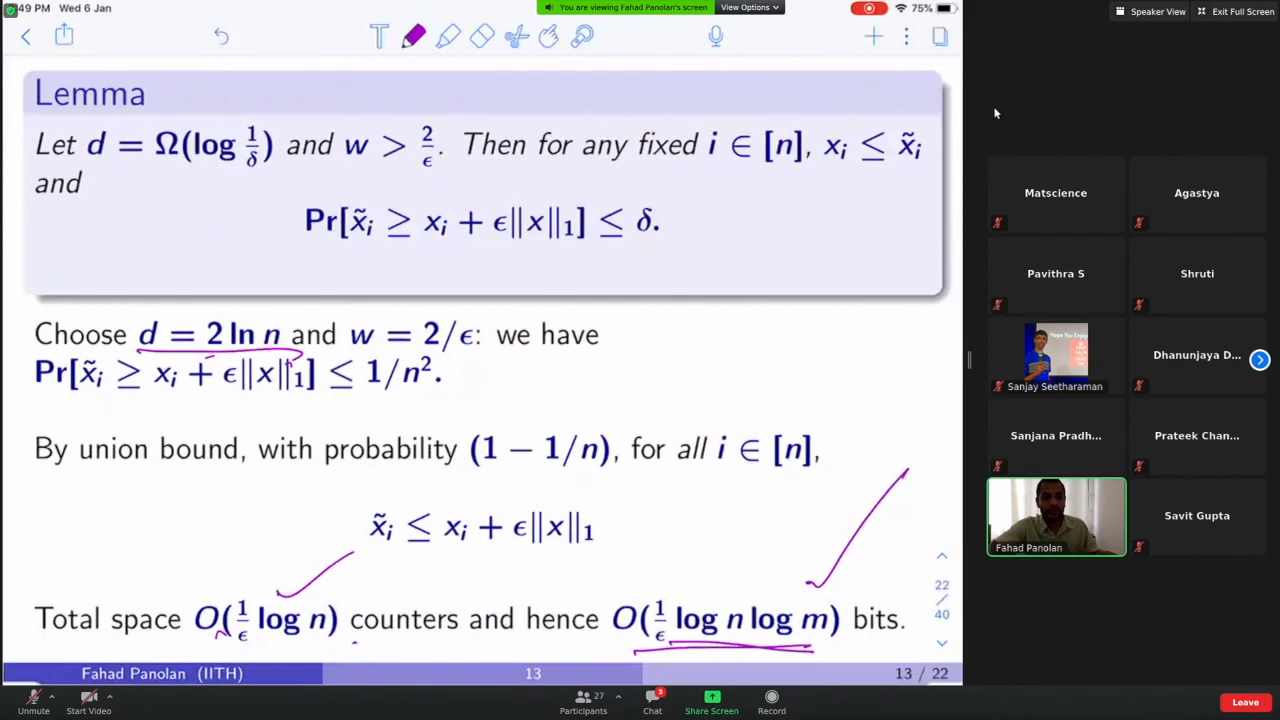 :49 PM Wed 6 Jan
You are viewing Fahad Panolan's screen
View Options
75%
Speaker View
Exit Full Screen
Lemma
Let d = Ω(log 1/δ) and w > 2/ϵ. Then for any fixed i ∈ [n], xᵢ ≤ x̃ᵢ
and
Pr[x̃ᵢ ≥ xᵢ + ϵ||x||₁] ≤ δ.
Choose d = 2 ln n and w = 2/ϵ: we have
Pr[x̃ᵢ ≥ xᵢ + ϵ||x||₁] ≤ 1/n².
By union bound, with probability (1 − 1/n), for all i ∈ [n],
x̃ᵢ ≤ xᵢ + ϵ||x||₁
Total space O(1/ϵ log n) counters and hence O(1/ϵ log n log m) bits.
22
/
40
Fahad Panolan (IITH)
13
13 / 22
Matscience
Agastya
Pavithra S
Shruti
Hope You Enjoy
Sanjay Seetharaman
Dhanunjaya D...
Sanjana Pradh...
Prateek Chan...
Fahad Panolan
Savit Gupta
Unmute
Start Video
27
Participants
3
Chat
Share Screen
Record
Leave